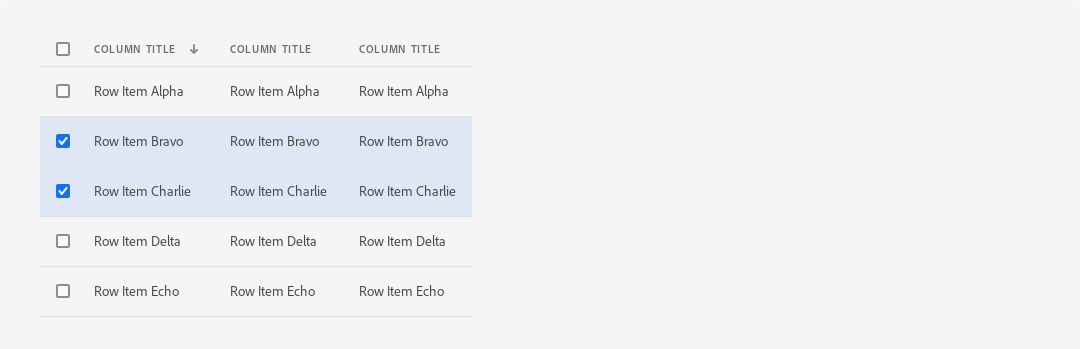 COLUMN TITLE COLUMN TITLE COLUMN TITLE
Row Item Alpha Row Item Alpha Row Item Alpha
Row Item Bravo Row Item Bravo Row Item Bravo
Row Item Charlie Row Item Charlie Row Item Charlie
Row Item Delta Row Item Delta Row Item Delta
Row Item Echo Row Item Echo Row Item Echo